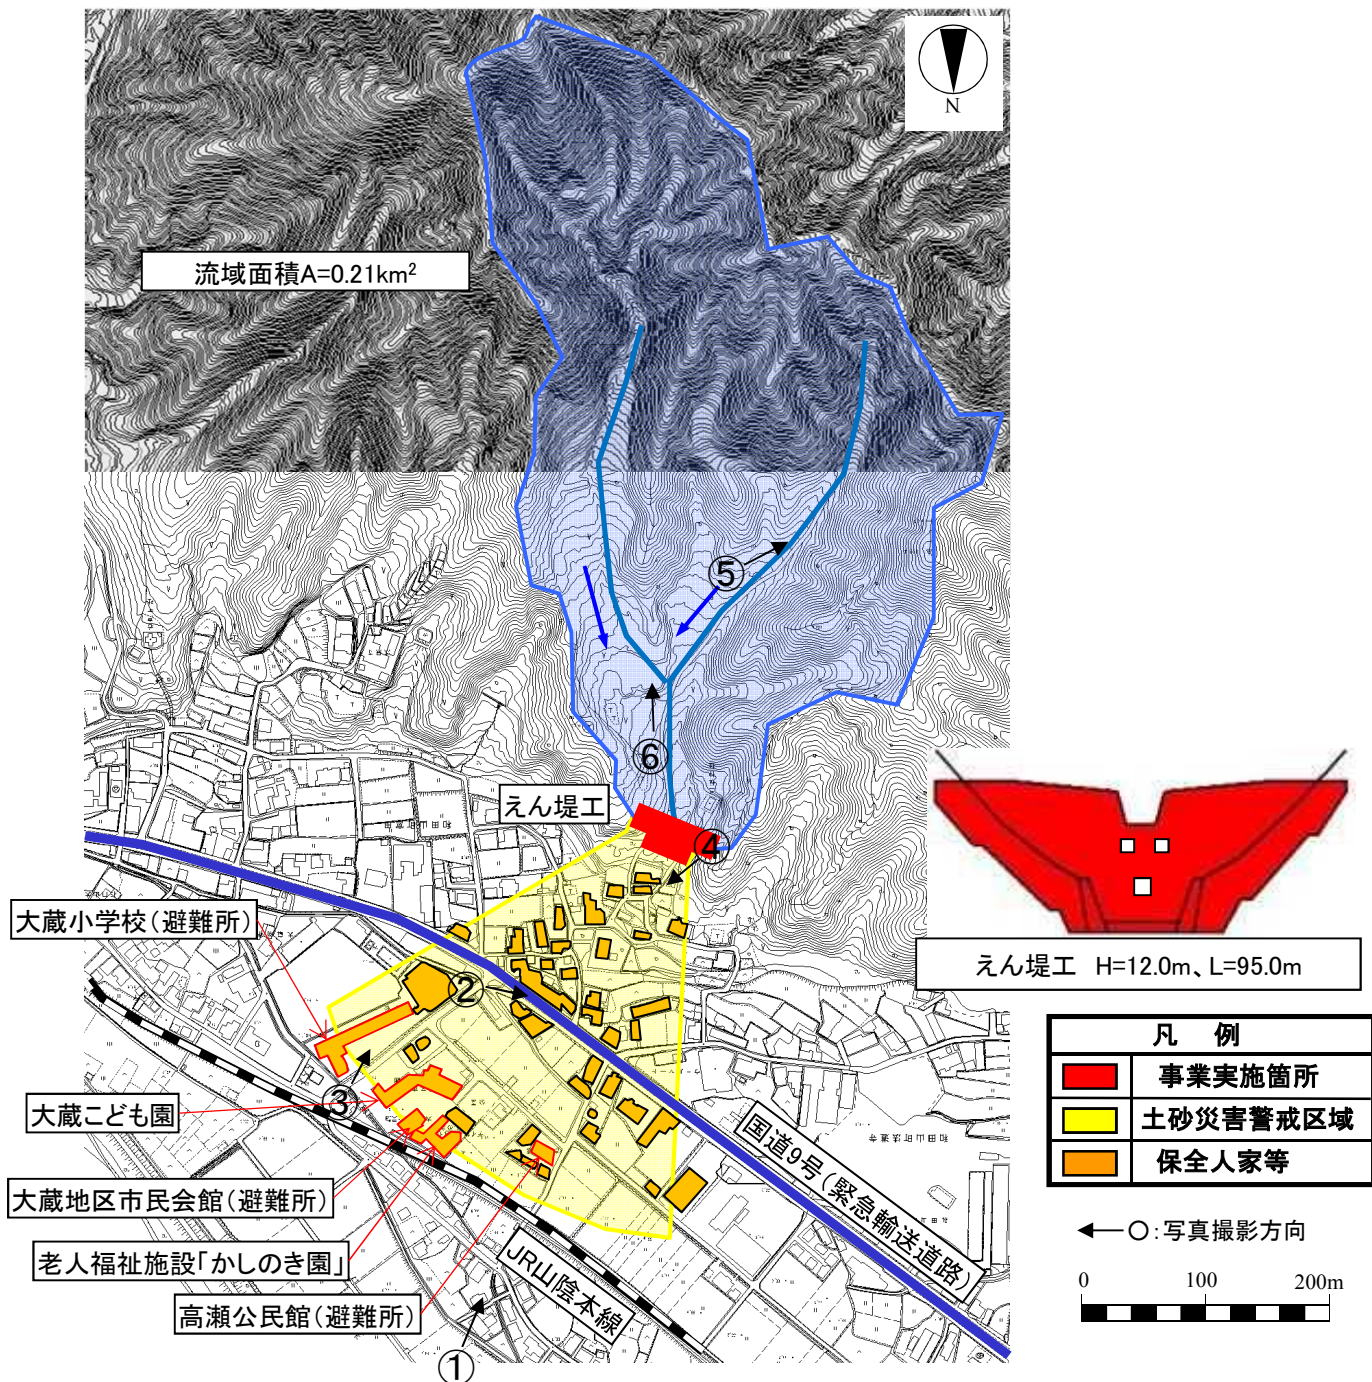 N
流域面積A=0.21km²
⑤
⑥
えん堤工
④
大蔵小学校(避難所)
えん堤工 H=12.0m、L=95.0m
②
凡 例
事業実施箇所
土砂災害警戒区域
保全人家等
③
大蔵こども園
大蔵地区市民会館(避難所)
国道9号(緊急輸送道路)
老人福祉施設「かしのき園」
JR山陰本線
高瀬公民館(避難所)
○:写真撮影方向
0 100 200m
①